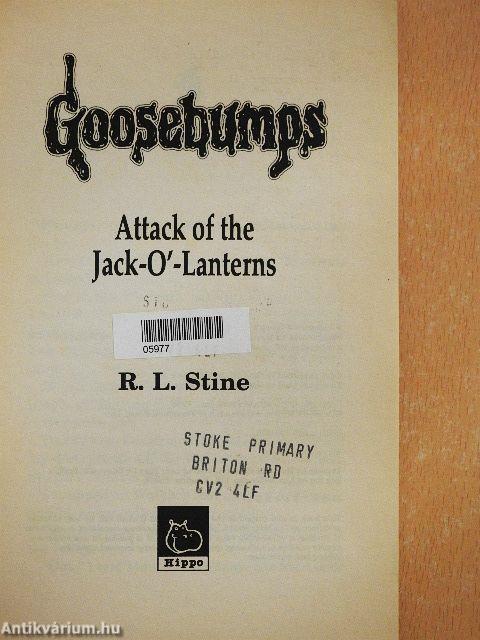 Goosebumps
Attack of the
Jack-O'-Lanterns
05977
R. L. Stine
STOKE PRIMARY
BRITON RD
CV2 4LF
Hippo
Antikvárium.hu